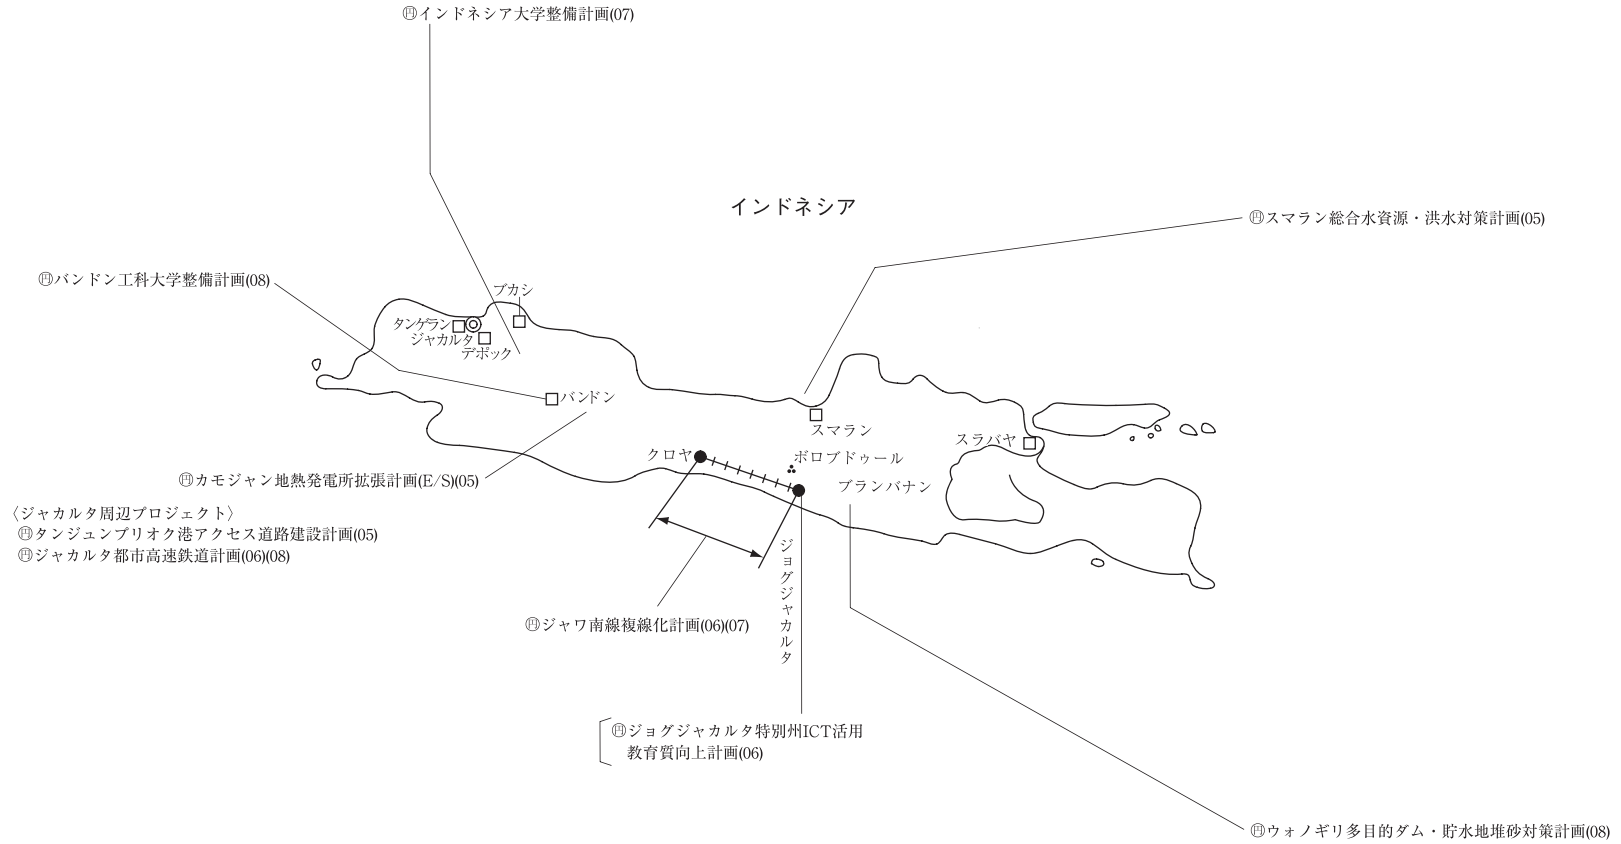 ㊒インドネシア大学整備計画(07)
インドネシア
㊒スマラン総合水資源・洪水対策計画(05)
㊒バンドン工科大学整備計画(08)
ブカシ
タンゲラン
ジャカルタ
デポック
バンドン
スマラン
スラバヤ
クロヤ
ボロブドゥール
ブランバナン
㊒カモジャン地熱発電所拡張計画(E/S)(05)
〈ジャカルタ周辺プロジェクト〉
㊒タンジュンプリオク港アクセス道路建設計画(05)
㊒ジャカルタ都市高速鉄道計画(06)(08)
ジョグジャカルタ
㊒ジャワ南線複線化計画(06)(07)
㊒ジョグジャカルタ特別州ICT活用
教育質向上計画(06)
㊒ウォノギリ多目的ダム・貯水地堆砂対策計画(08)